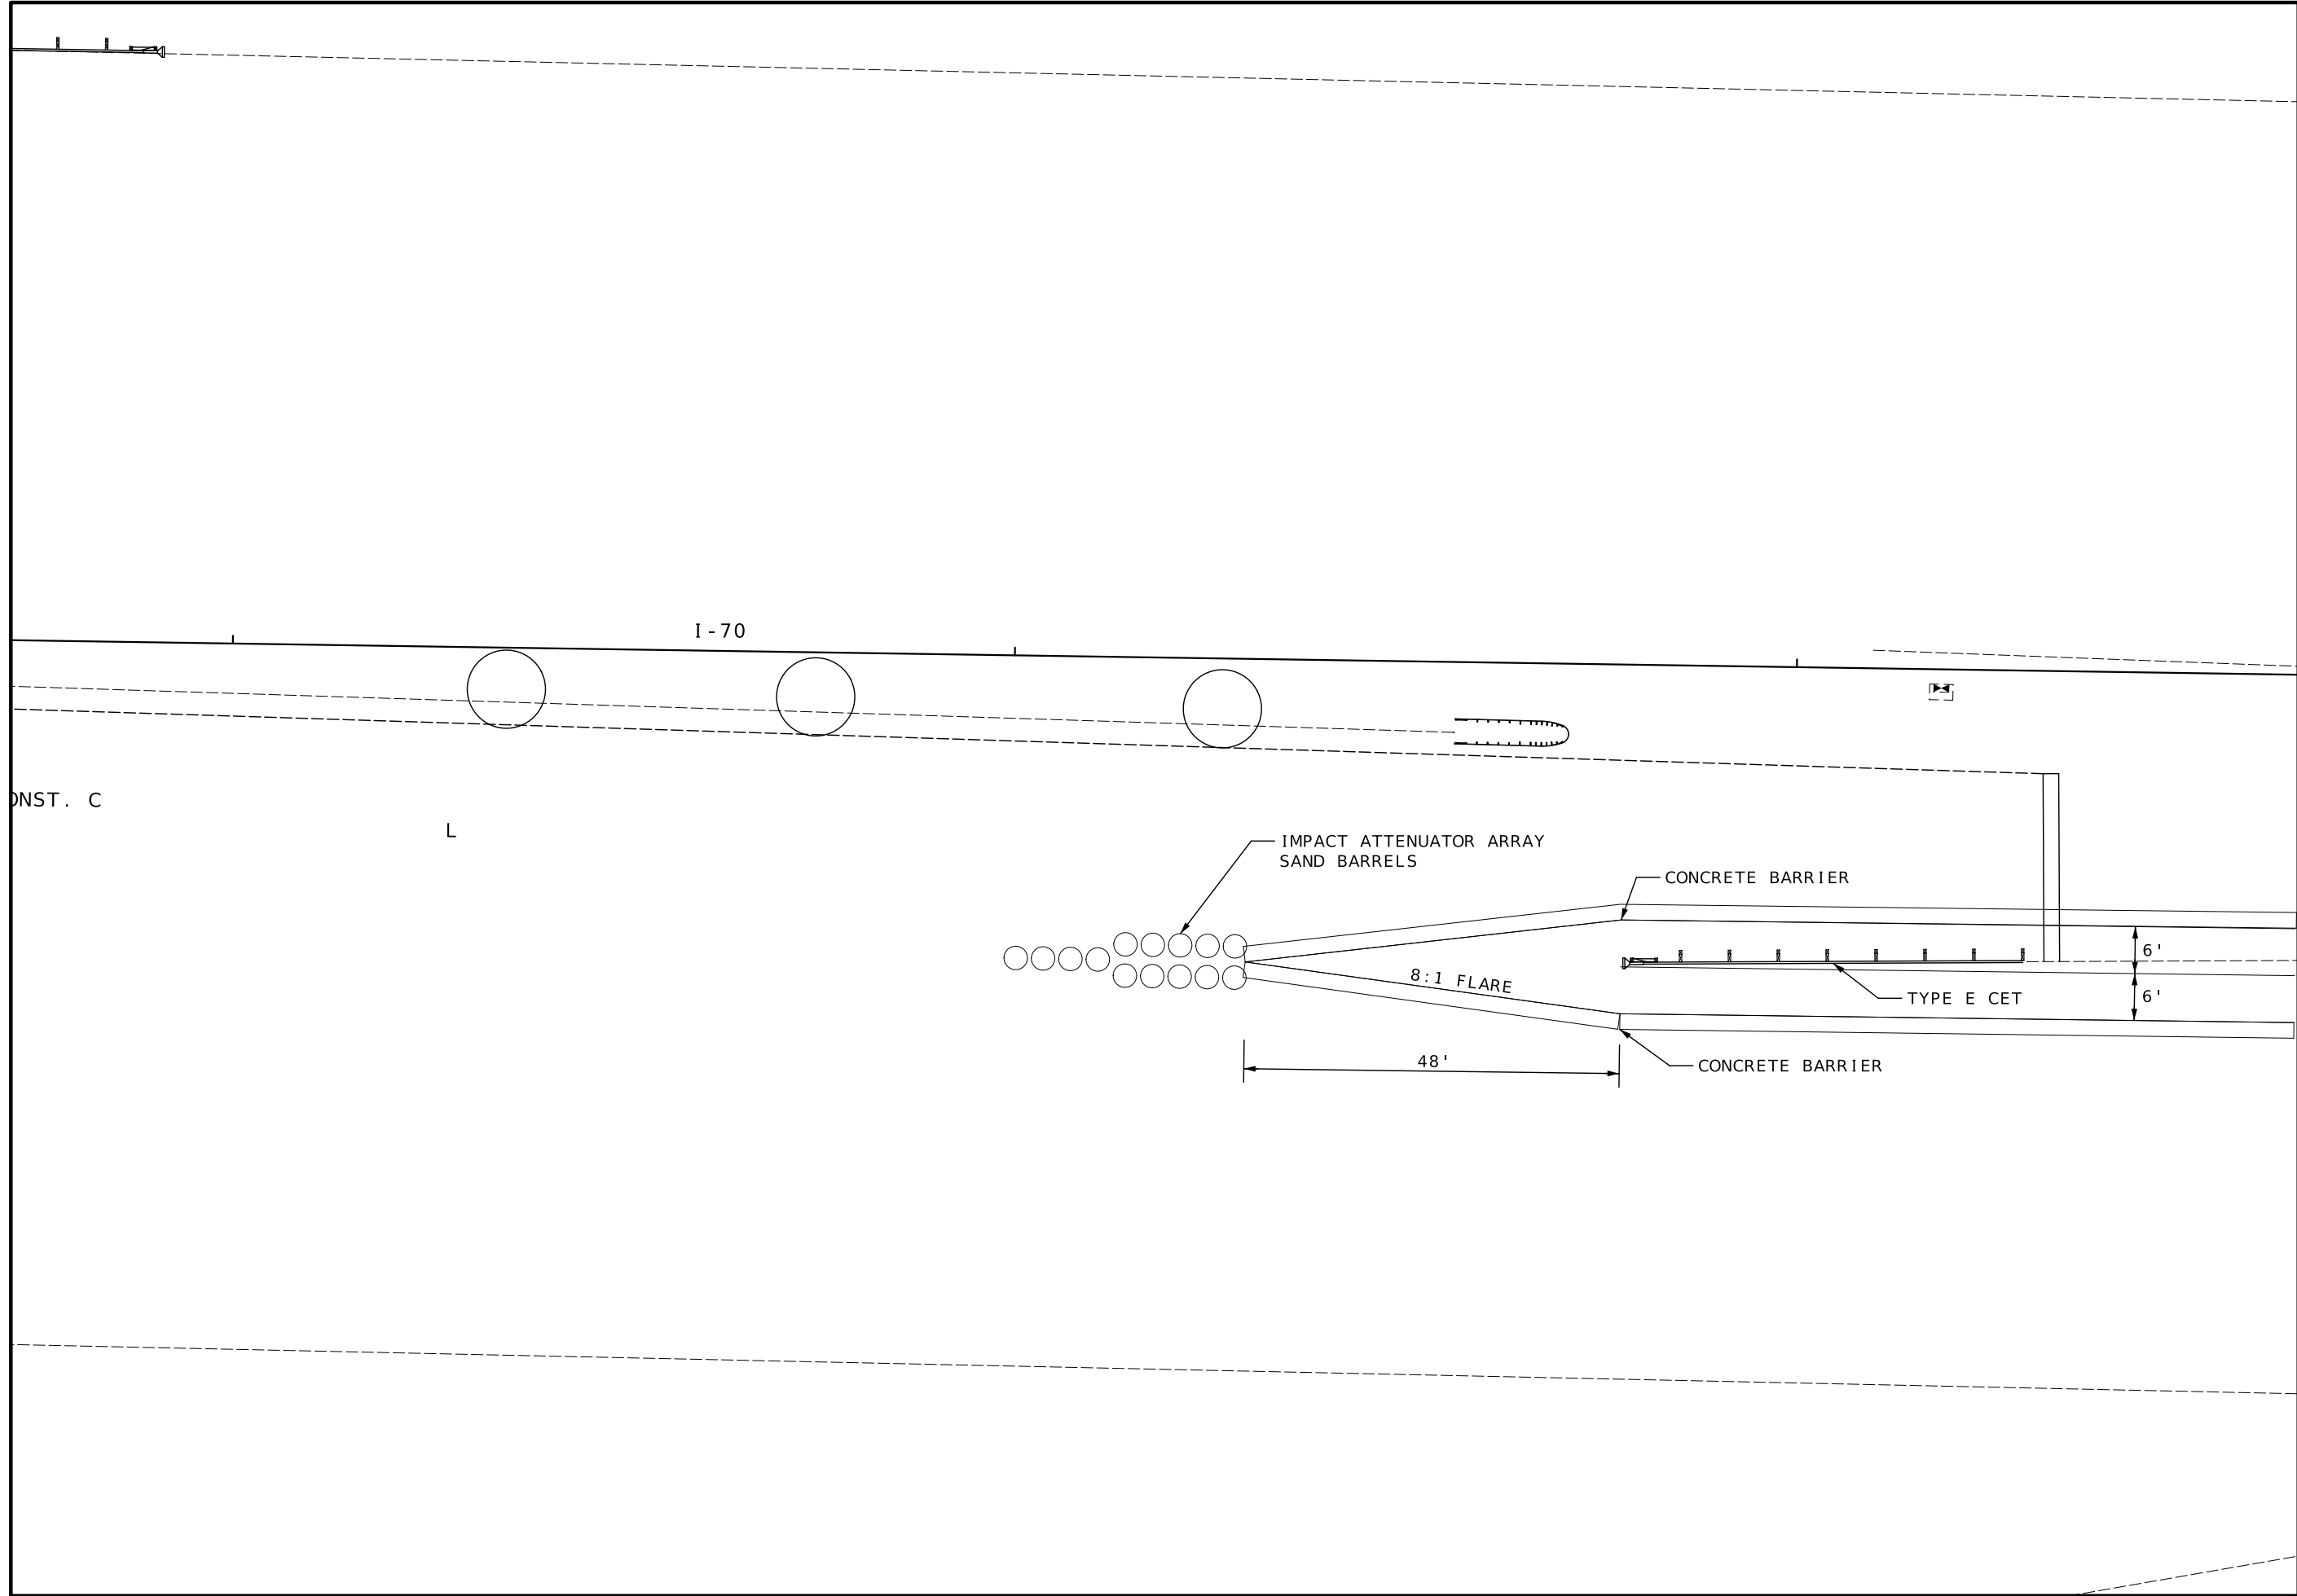 I-70
ONST. C
L
IMPACT ATTENUATOR ARRAY
SAND BARRELS
CONCRETE BARRIER
6'
8:1 FLARE
6'
TYPE E CET
48'
CONCRETE BARRIER